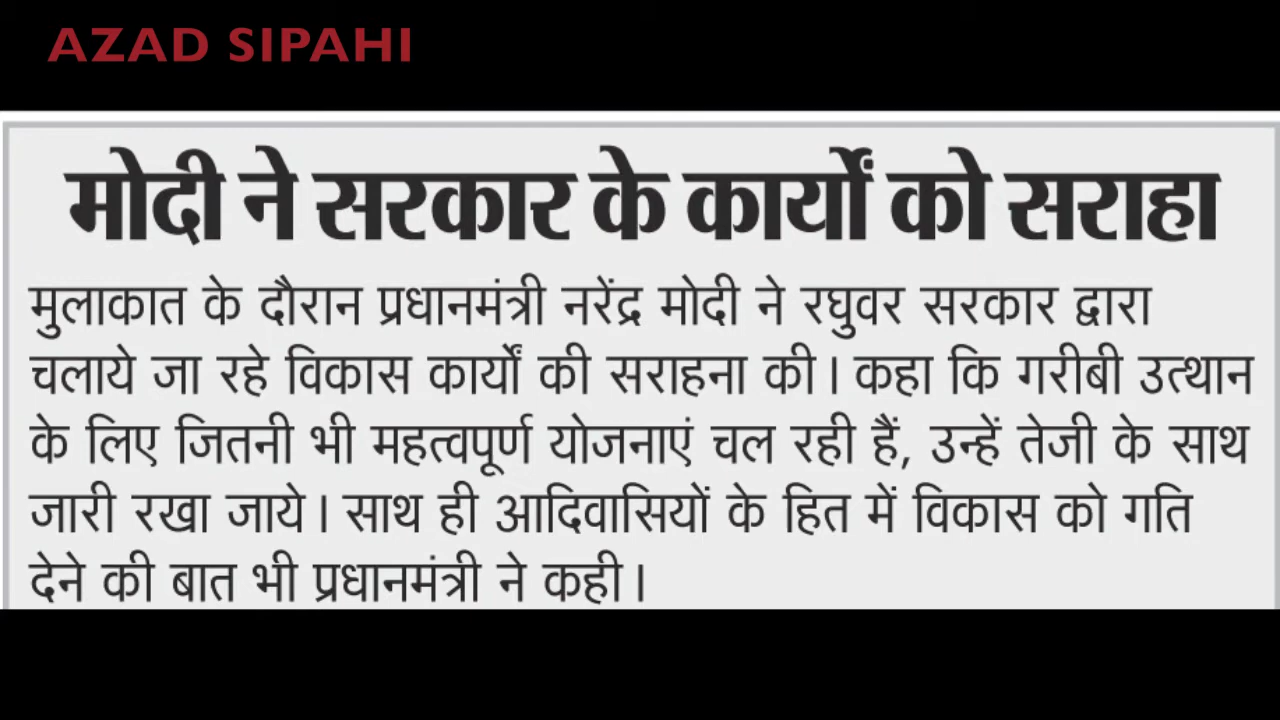 AZAD SIPAHI
मोदी ने सरकार के कार्यों को सराहा
मुलाकात के दौरान प्रधानमंत्री नरेंद्र मोदी ने रघुवर सरकार द्वारा
चलाये जा रहे विकास कार्यों की सराहना की। कहा कि गरीबी उत्थान
के लिए जितनी भी महत्वपूर्ण योजनाएं चल रही हैं, उन्हें तेजी के साथ
जारी रखा जाये। साथ ही आदिवासियों के हित में विकास को गति
देने की बात भी प्रधानमंत्री ने कही।